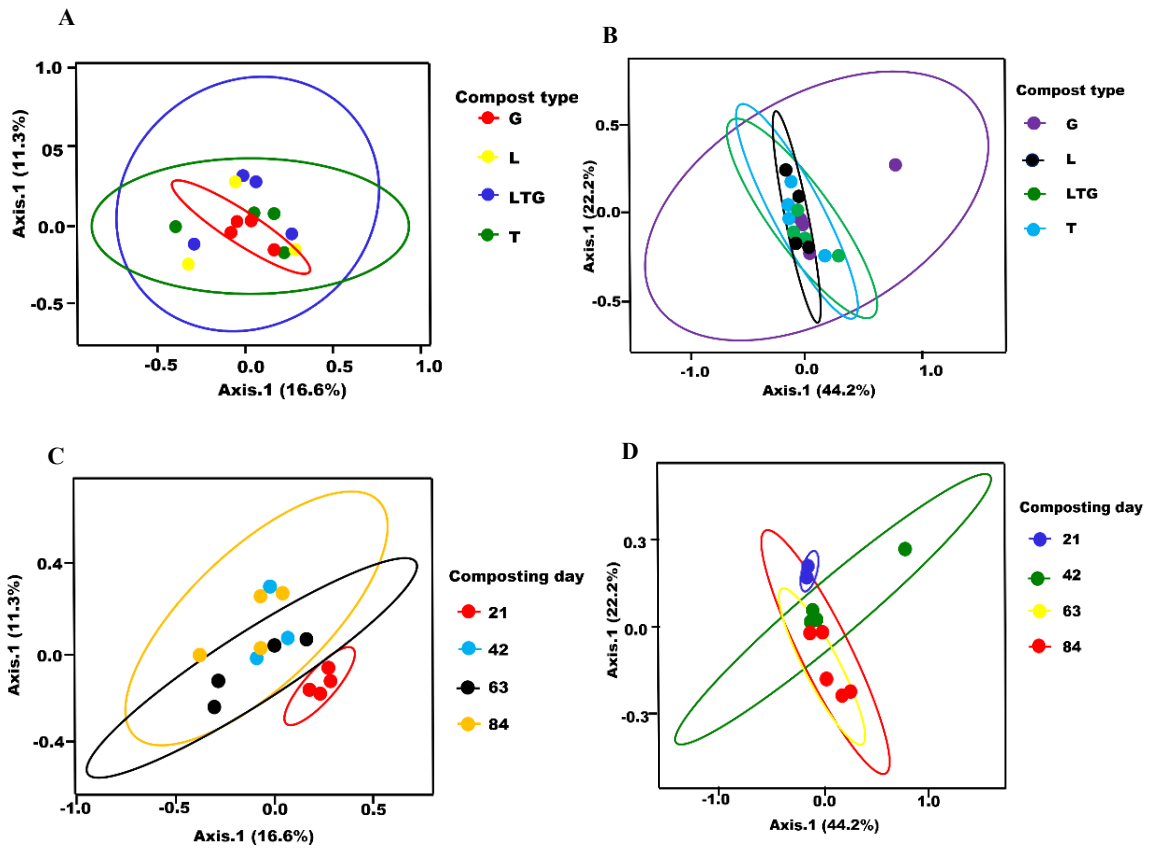 A
1.0
05
0.0
-0.5
Axis.1 (11.3%)
-0.5
0.0
0.5
1.0
Axis.1 (16.6%)
Compost type
G
L
LTG
T
B
0.5
-0.0
-0.5
Axis.1 (22.2%)
-1.0
0.0
1.0
Axis.1 (44.2%)
Compost type
G
L
LTG
T
C
0.4
0.0
-0.4
Axis.1 (11.3%)
-1.0
-0.5
0.0
0.5
Axis.1 (16.6%)
Composting day
21
42
63
84
D
0.3
0.0
-0.3
Axis.1 (22.2%)
-1.0
0.0
1.0
Axis.1 (44.2%)
Composting day
21
42
63
84